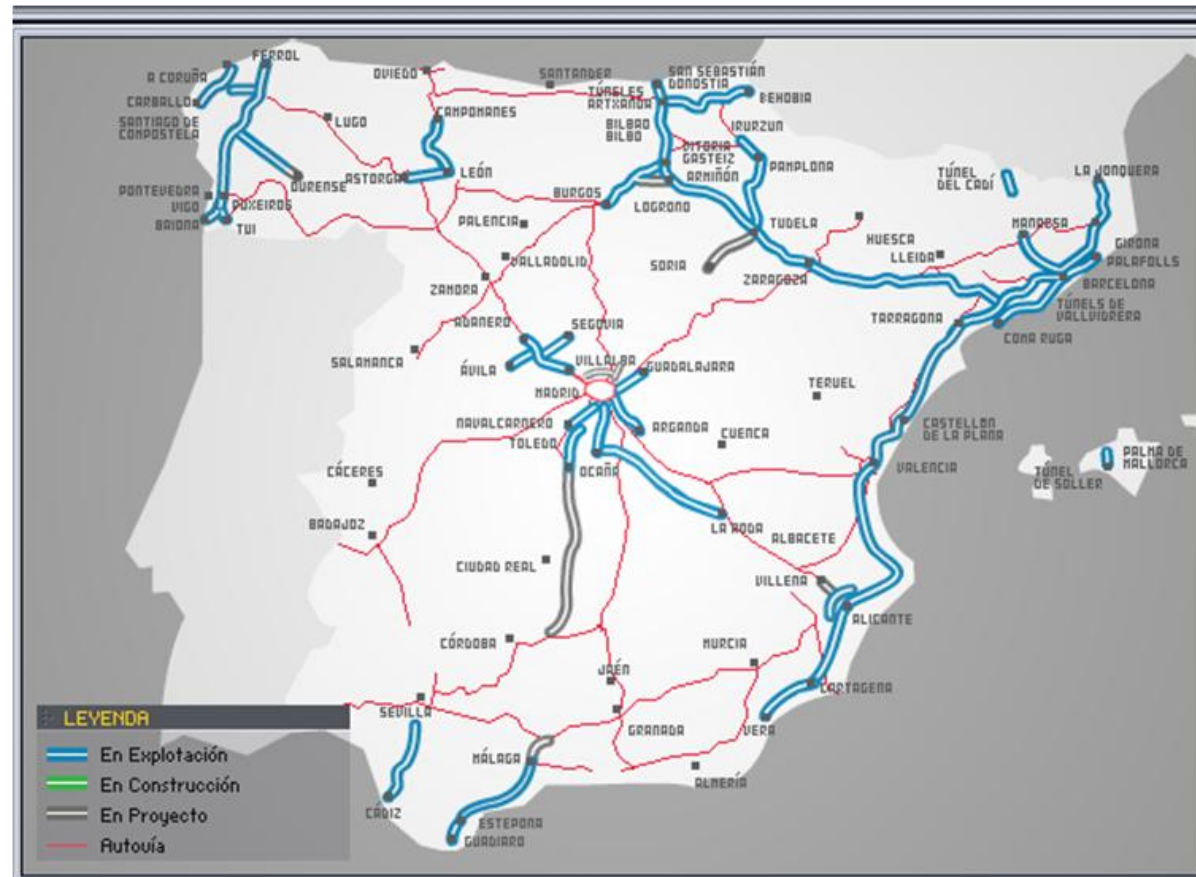 FERROL
A CORUÑA
CARBALLO
SANTIAGO DE
COMPOSTELA
LUGO
OURENSE
PONTEVEDRA
VIGO
BAIONA
PUXEIROS
TUI
OVIEDO
CAMPOMANES
ASTORGA
LEÓN
SANTANDER
SAN SEBASTIÁN
DONOSTIA
TÚNELES
ARTXANDA
BEHOBIA
BILBAO
BILBO
IRURZUN
VITORIA
GASTEIZ
ARMIÑÓN
PAMPLONA
BURGOS
LOGRONO
PALENCIA
VALLADOLID
ZAMORA
TUDELA
SORIA
ZARAGOZA
HUESCA
LLEIDA
TÚNEL
DEL CADÍ
LA JONQUERA
MANRESA
GIRONA
PALAFOLLS
BARCELONA
TÚNELS DE
VALLVIDRERA
TARRAGONA
COMA RUGA
ADANERO
SEGOVIA
SALAMANCA
ÁVILA
VILLALBA
GUADALAJARA
MADRID
TERUEL
NAVALCARNERO
TOLEDO
ARGANDA
CUENCA
OCAÑA
CASTELLON
DE LA PLANA
VALENCIA
TÚNEL
DE SOLLER
PALMA DE
MALLORCA
CÁCERES
BADAJOZ
LA RODA
ALBACETE
CIUDAD REAL
VILLENA
ALICANTE
CÓRDOBA
JAÉN
MURCIA
CARTAGENA
SEVILLA
GRANADA
VERA
MÁLAGA
ALMERÍA
CÁDIZ
ESTEPONA
GUADIARO
LEYENDA
En Explotación
En Construcción
En Proyecto
Autovía